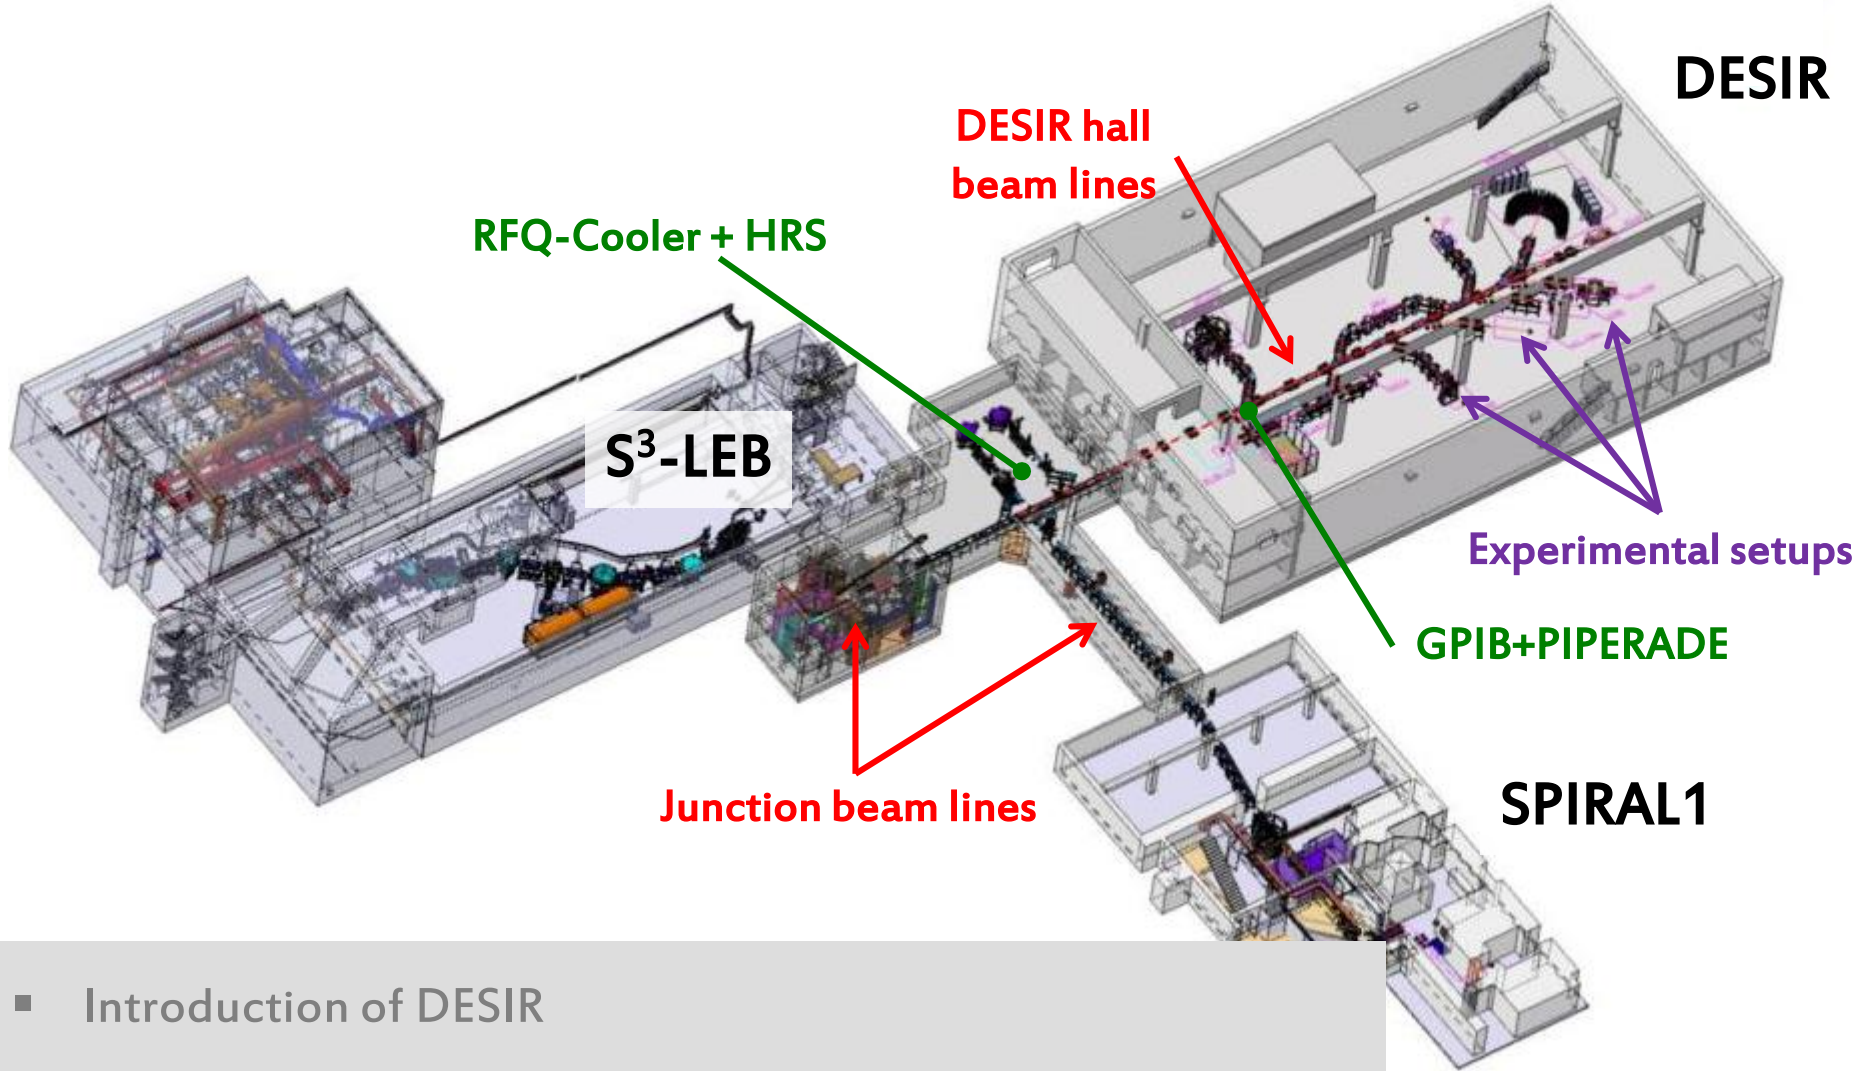 DESIR
DESIR hall
beam lines
RFQ-Cooler + HRS
S³-LEB
Experimental setups
GPIB+PIPERADE
Junction beam lines
SPIRAL1
▪ Introduction of DESIR